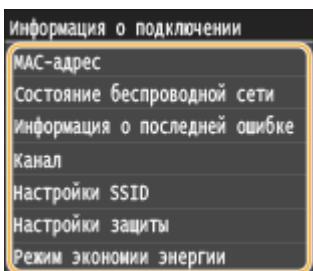 Информация о подключении
MAC-адрес
Состояние беспроводной сети
Информация о последней ошибке
Канал
Настройки SSID
Настройки защиты
Режим экономии энергии